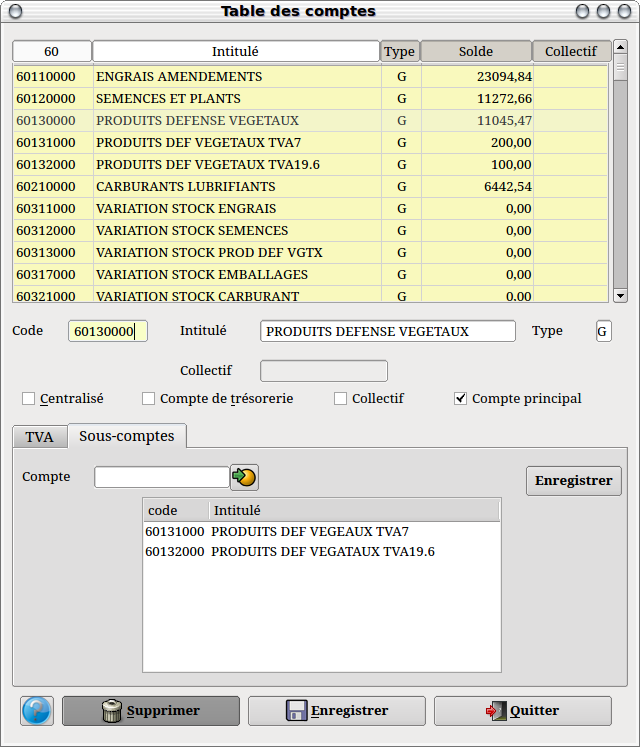 Table des comptes
60 Intitulé Type Solde Collectif
60110000 ENGRAIS AMENDEMENTS G 23094,84
60120000 SEMENCES ET PLANTS G 11272,66
60130000 PRODUITS DEFENSE VEGETAUX G 11045,47
60131000 PRODUITS DEF VEGETAUX TVA7 G 200,00
60132000 PRODUITS DEF VEGETAUX TVA19.6 G 100,00
60210000 CARBURANTS LUBRIFIANTS G 6442,54
60311000 VARIATION STOCK ENGRAIS G 0,00
60312000 VARIATION STOCK SEMENCES G 0,00
60313000 VARIATION STOCK PROD DEF VGTX G 0,00
60317000 VARIATION STOCK EMBALLAGES G 0,00
60321000 VARIATION STOCK CARBURANT G 0,00
Code 60130000 Intitulé PRODUITS DEFENSE VEGETAUX Type G
Collectif
Centralisé Compte de trésorerie Collectif Compte principal
TVA Sous-comptes
Compte Enregistrer
code Intitulé
60131000 PRODUITS DEF VEGEAUX TVA7
60132000 PRODUITS DEF VEGATAUX TVA19.6
Supprimer Enregistrer Quitter